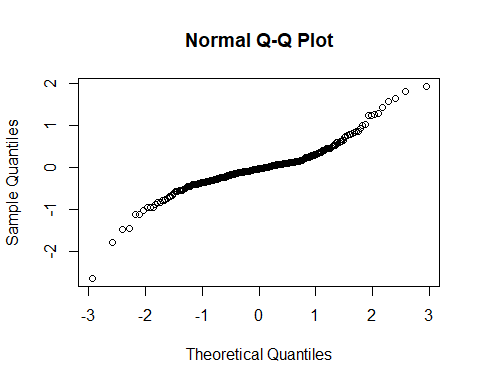 Normal Q-Q Plot
2
1
0
-1
-2
Sample Quantiles
-3 -2 -1 0 1 2 3
Theoretical Quantiles